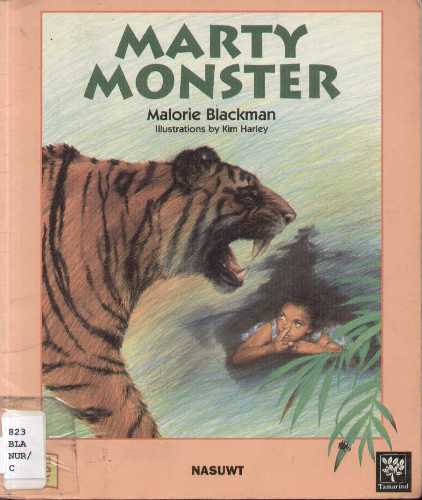 MARTY
MONSTER
Malorie Blackman
Illustrations by Kim Harley
823
BLA
NUR/
C
NASUWT
Tamarind